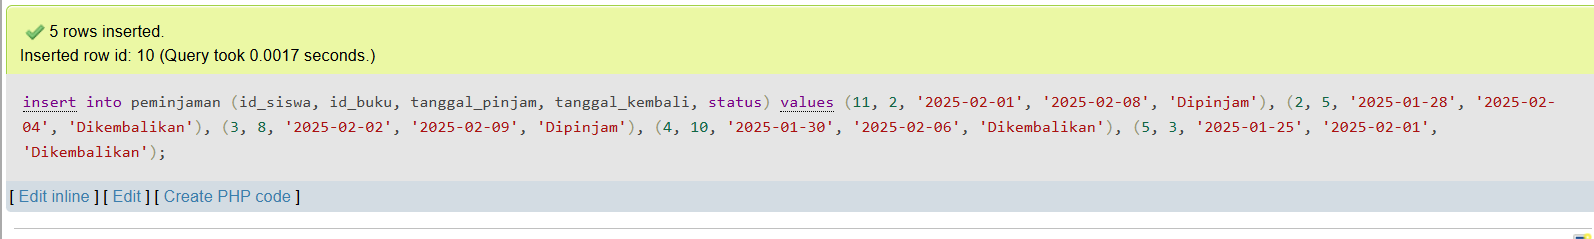 5 rows inserted.
Inserted row id: 10 (Query took 0.0017 seconds.)
insert into peminjaman (id_siswa, id_buku, tanggal_pinjam, tanggal_kembali, status) values (11, 2, '2025-02-01', '2025-02-08', 'Dipinjam'), (2, 5, '2025-01-28', '2025-02-
04', 'Dikembalikan'), (3, 8, '2025-02-02', '2025-02-09', 'Dipinjam'), (4, 10, '2025-01-30', '2025-02-06', 'Dikembalikan'), (5, 3, '2025-01-25', '2025-02-01',
'Dikembalikan');
[ Edit inline ] [ Edit ] [ Create PHP code ]